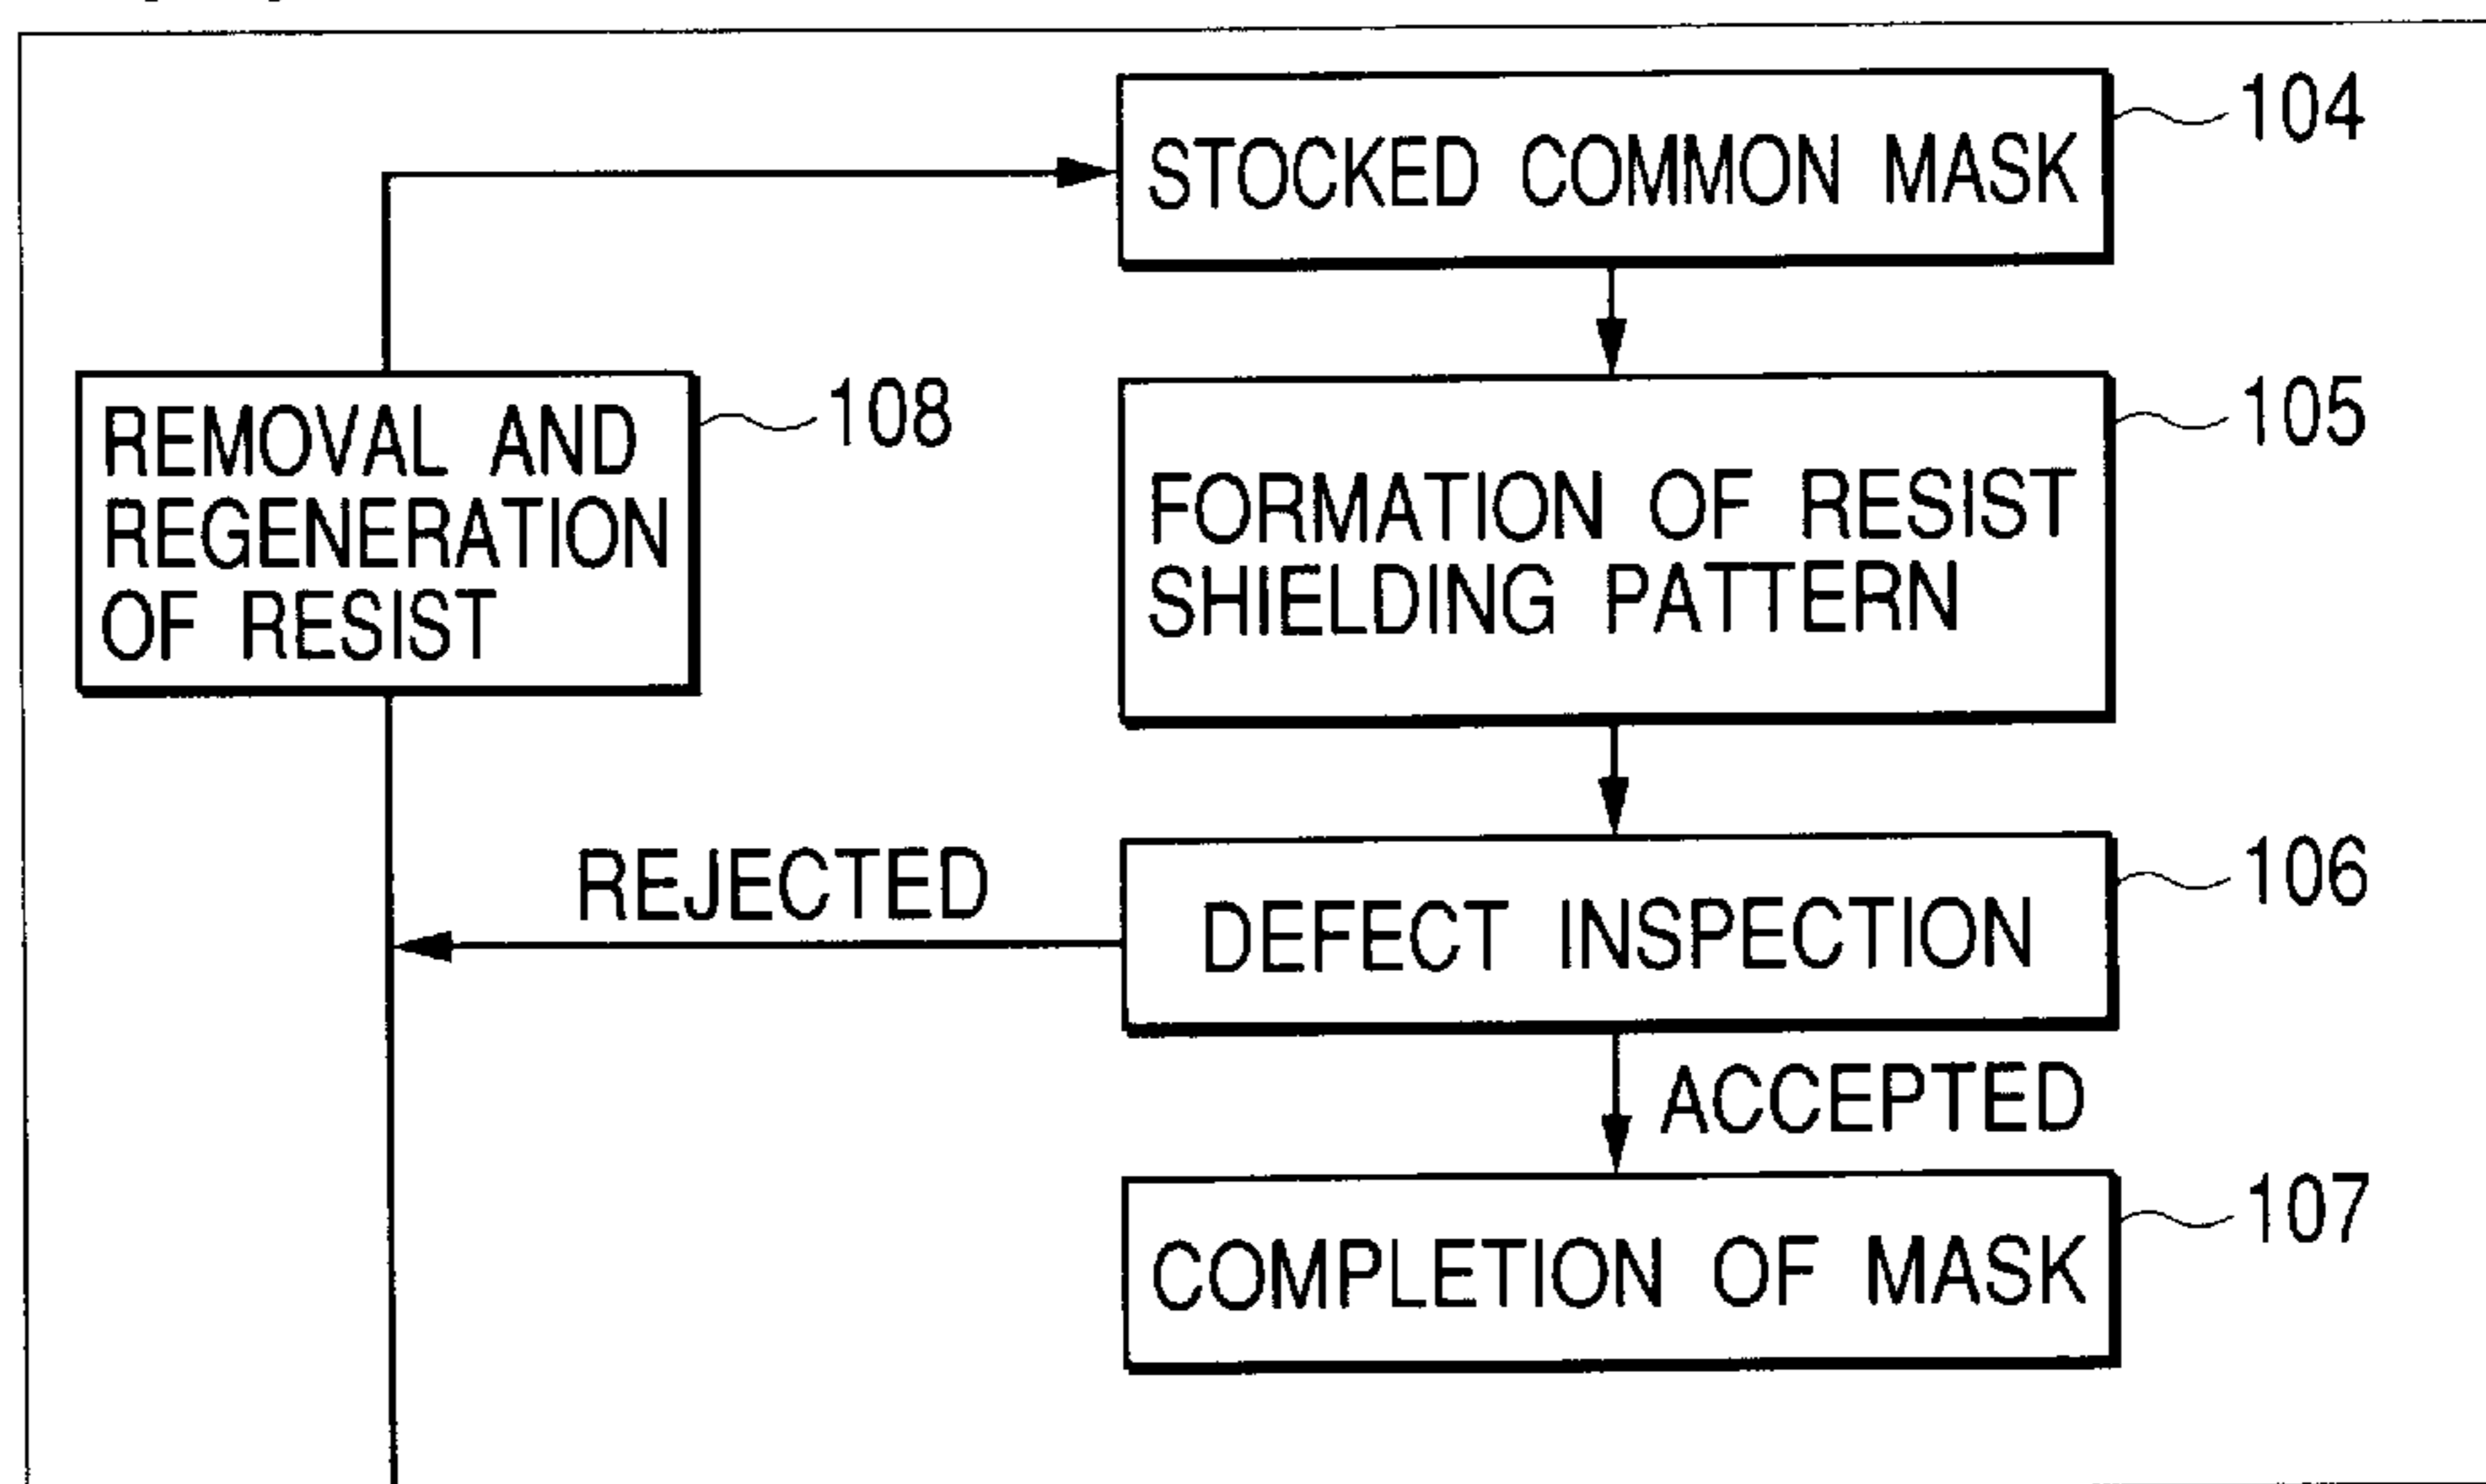 STOCKED COMMON MASK
104
REMOVAL AND
REGENERATION
OF RESIST
108
FORMATION OF RESIST
SHIELDING PATTERN
105
REJECTED
DEFECT INSPECTION
106
ACCEPTED
COMPLETION OF MASK
107